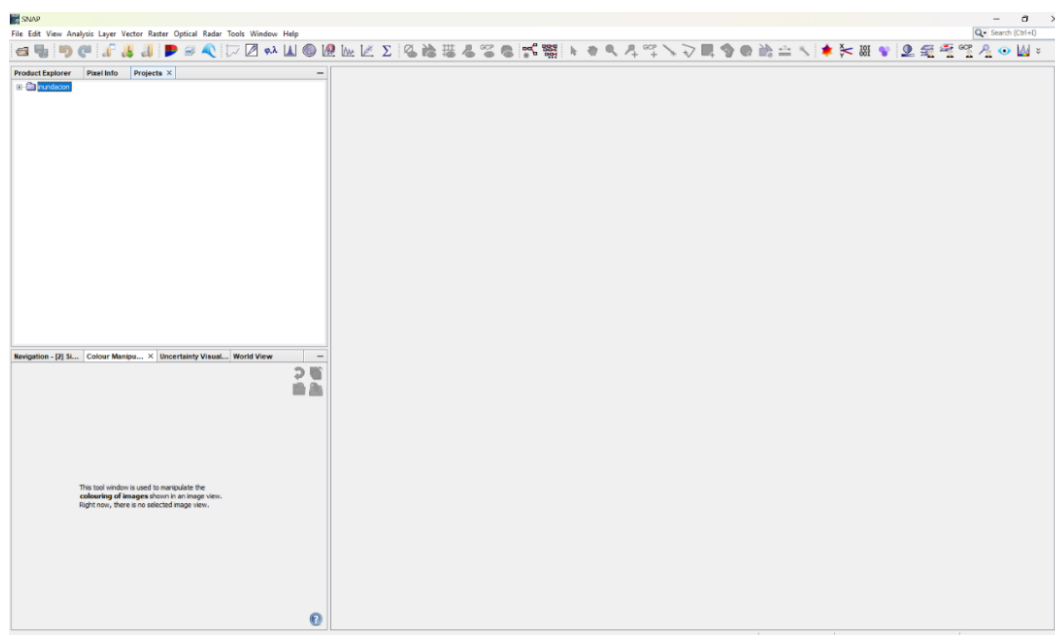 SNAP
File Edit View Analysis Layer Vector Raster Optical Radar Tools Window Help
Search (Ctrl+I)
Product Explorer Pixel Info Projects
inundacion
Navigation - [2] Si... Colour Manipu... Uncertainty Visual... World View
This tool window is used to manipulate the
colouring of images shown in an image view.
Right now, there is no selected image view.